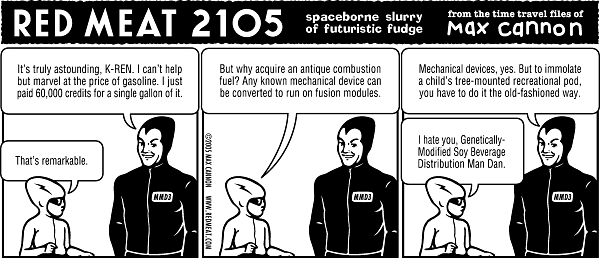 RED MEAT 2105
spaceborne slurry
of futuristic fudge
from the time travel files of
max cannon
It's truly astounding, K-REN. I can't help
but marvel at the price of gasoline. I just
paid 60,000 credits for a single gallon of it.
That's remarkable.
MMD3
But why acquire an antique combustion
fuel? Any known mechanical device can
be converted to run on fusion modules.
©2005 MAX CANNON WWW.REDMEAT.COM
MMD3
Mechanical devices, yes. But to immolate
a child's tree-mounted recreational pod,
you have to do it the old-fashioned way.
I hate you, Genetically-
Modified Soy Beverage
Distribution Man Dan.
MMD3